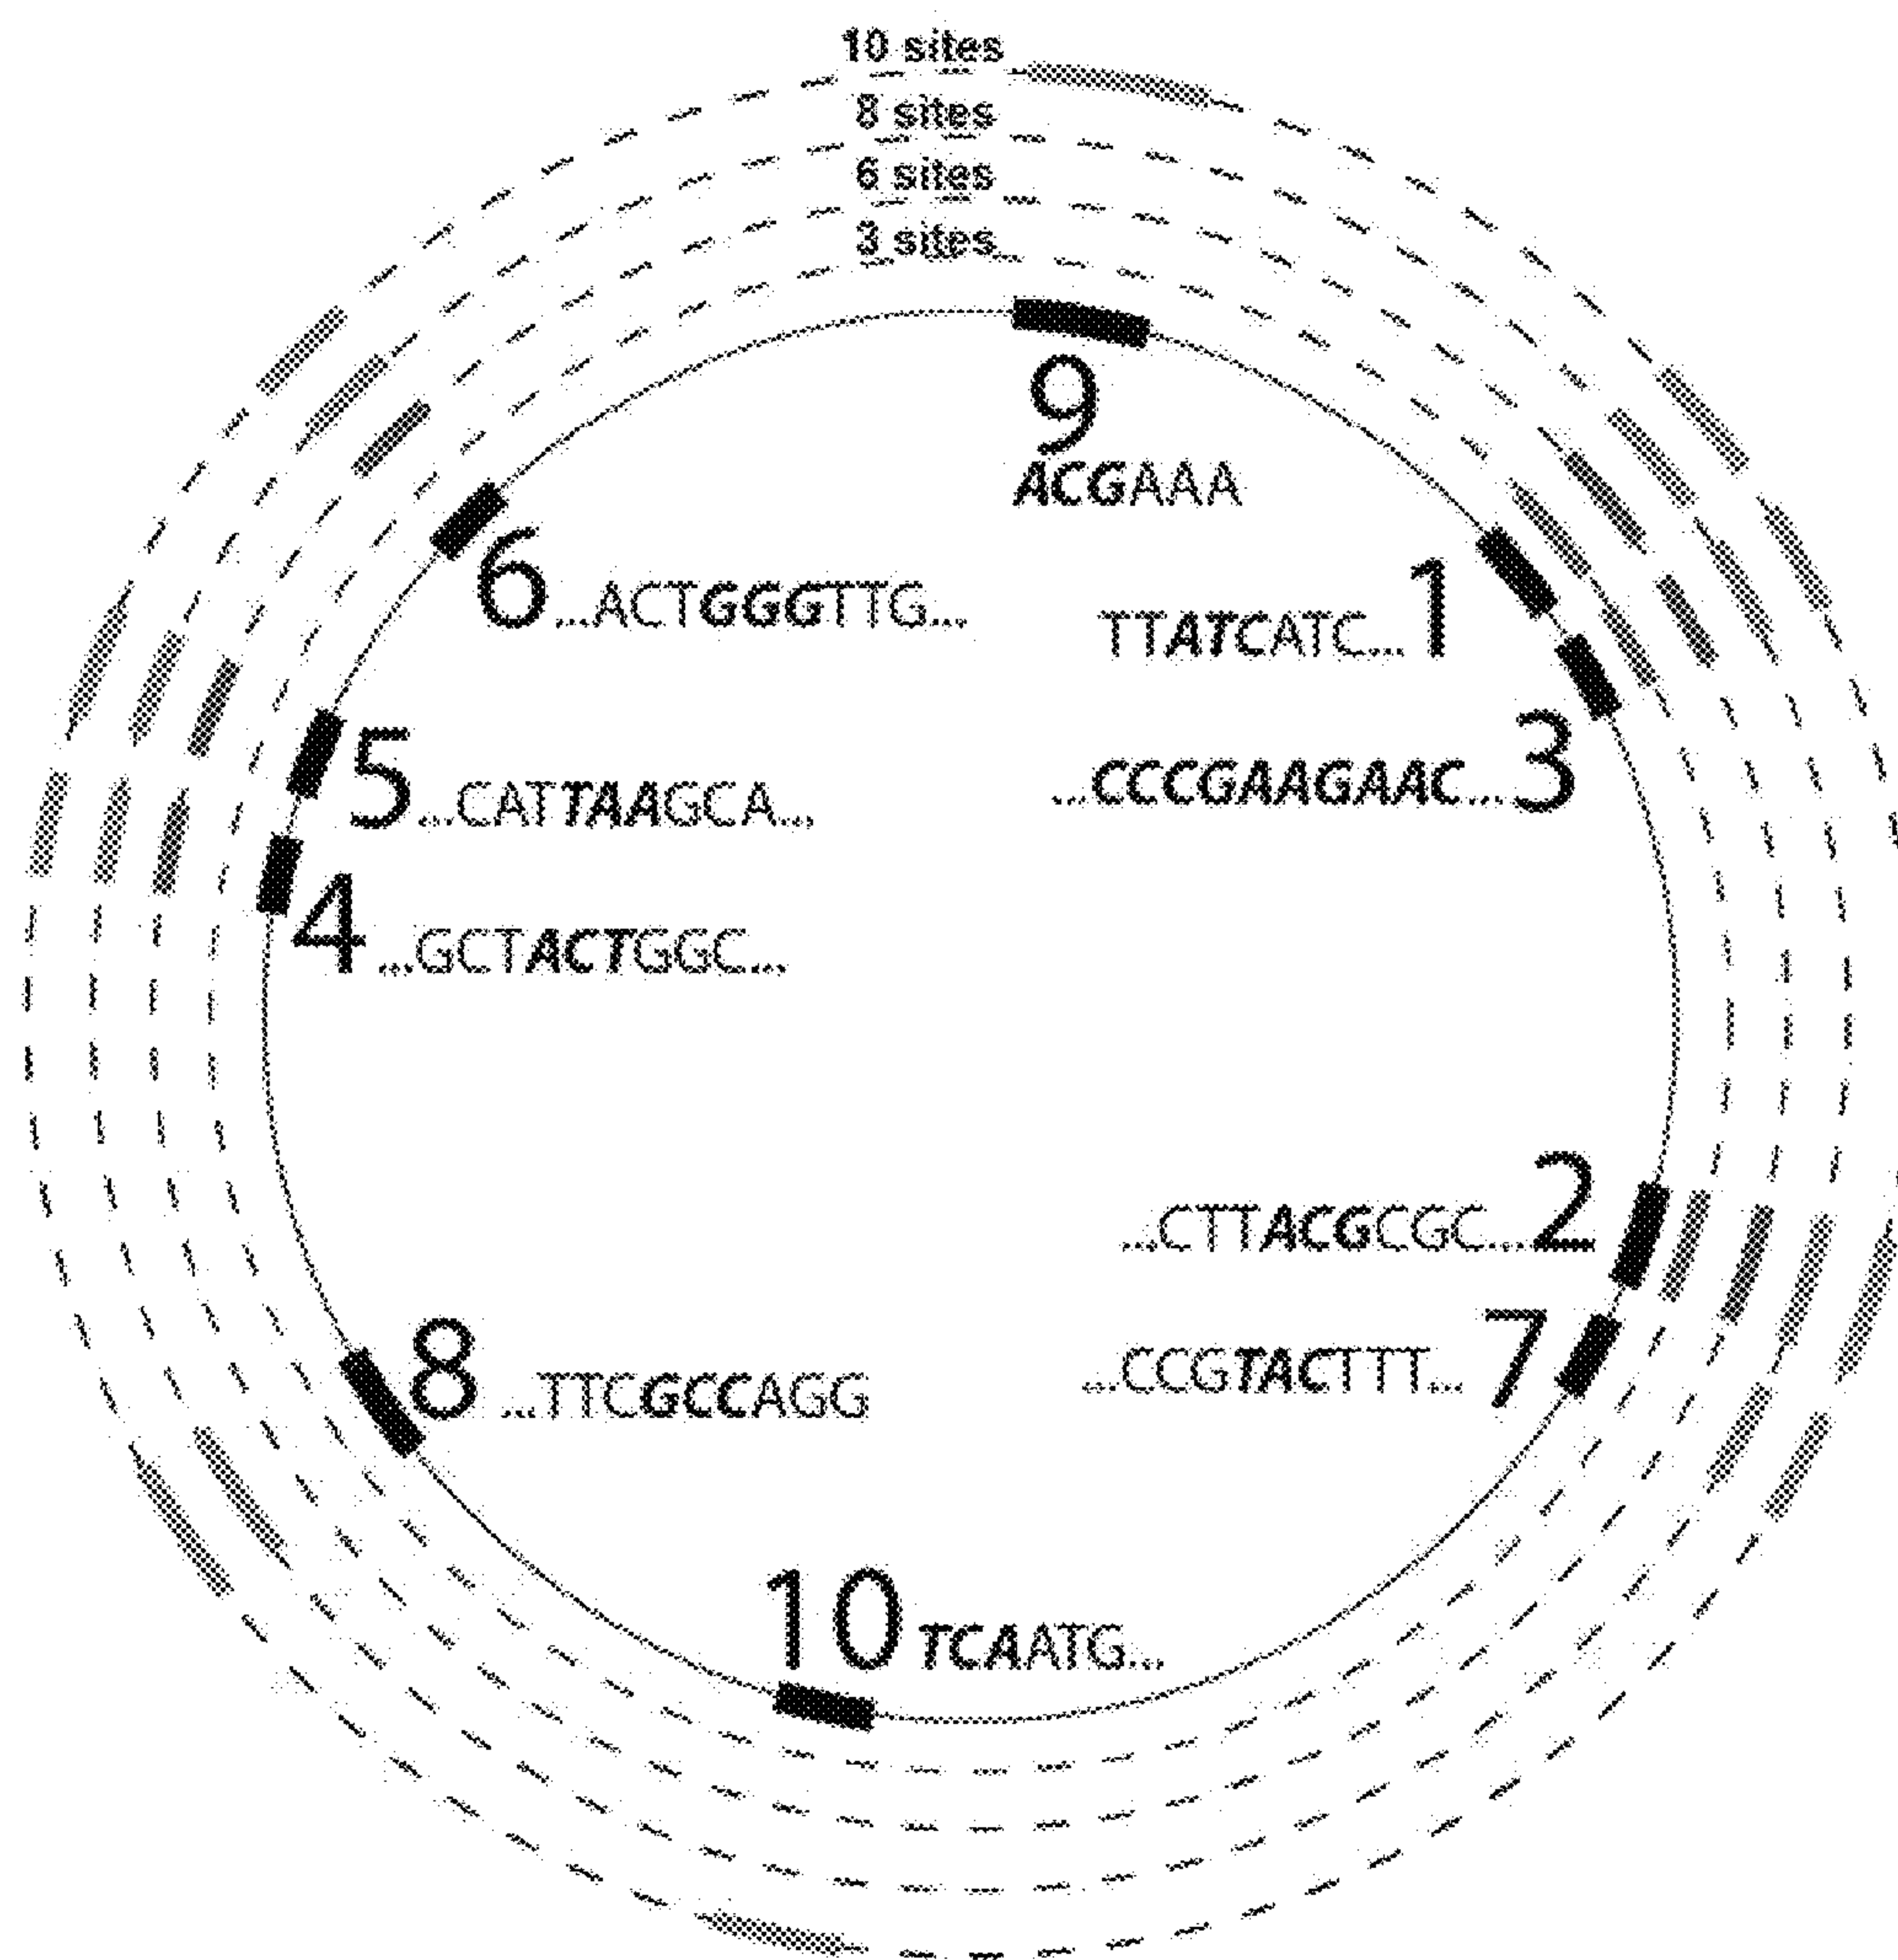 10 sites
8 sites
6 sites
3 sites
9
ACGAAA
6 ...ACTGGGTTG...
TTATCATC... 1
5 ...CATTAAGCA...
...CCCGAAGAAC... 3
4 ...GCTACTGGC...
...CTTACGCGC... 2
8 ...TTCGCCAGG
...CCGTACTTT... 7
10 TCAATG...